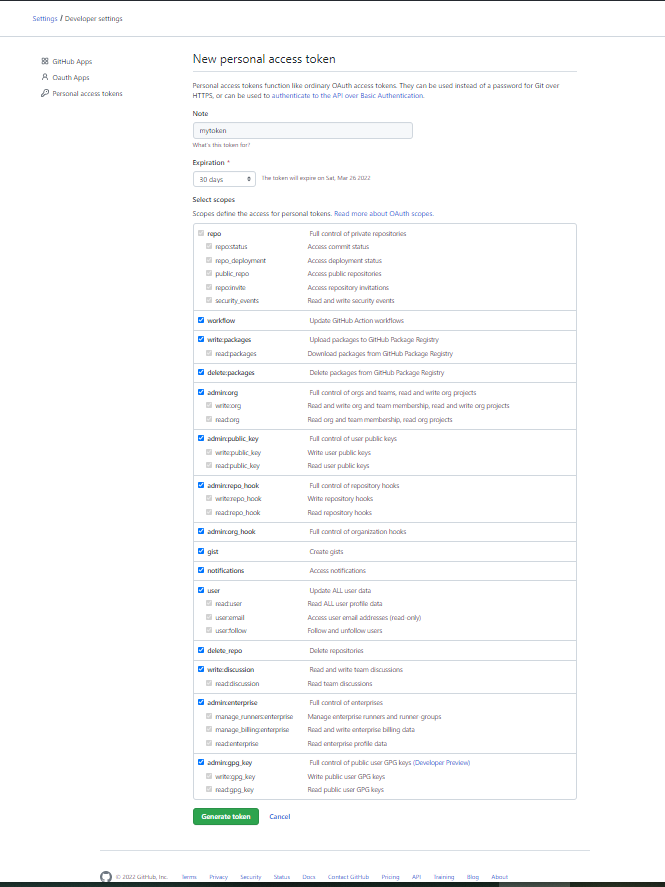 Settings / Developer settings
GitHub Apps
OAuth Apps
Personal access tokens
New personal access token
Personal access tokens function like ordinary OAuth access tokens. They can be used instead of a password for Git over
HTTPS, or can be used to authenticate to the API over Basic Authentication.
Note
mytoken
What's this token for?
Expiration *
30 days The token will expire on Sat, Mar 26 2022
Select scopes
Scopes define the access for personal tokens. Read more about OAuth scopes.
repo Full control of private repositories
repo:status Access commit status
repo_deployment Access deployment status
public_repo Access public repositories
repo:invite Access repository invitations
security_events Read and write security events
workflow Update GitHub Action workflows
write:packages Upload packages to GitHub Package Registry
read:packages Download packages from GitHub Package Registry
delete:packages Delete packages from GitHub Package Registry
admin:org Full control of orgs and teams, read and write org projects
write:org Read and write org and team membership, read and write org projects
read:org Read org and team membership, read org projects
admin:public_key Full control of user public keys
write:public_key Write user public keys
read:public_key Read user public keys
admin:repo_hook Full control of repository hooks
write:repo_hook Write repository hooks
read:repo_hook Read repository hooks
admin:org_hook Full control of organization hooks
gist Create gists
notifications Access notifications
user Update ALL user data
read:user Read ALL user profile data
user:email Access user email addresses (read-only)
user:follow Follow and unfollow users
delete_repo Delete repositories
write:discussion Read and write team discussions
read:discussion Read team discussions
admin:enterprise Full control of enterprises
manage_runners:enterprise Manage enterprise runners and runner-groups
manage_billing:enterprise Read and write enterprise billing data
read:enterprise Read enterprise profile data
admin:gpg_key Full control of public user GPG keys (Developer Preview)
write:gpg_key Write public user GPG keys
read:gpg_key Read public user GPG keys
Generate token Cancel
© 2022 GitHub, Inc. Terms Privacy Security Status Docs Contact GitHub Pricing API Training Blog About